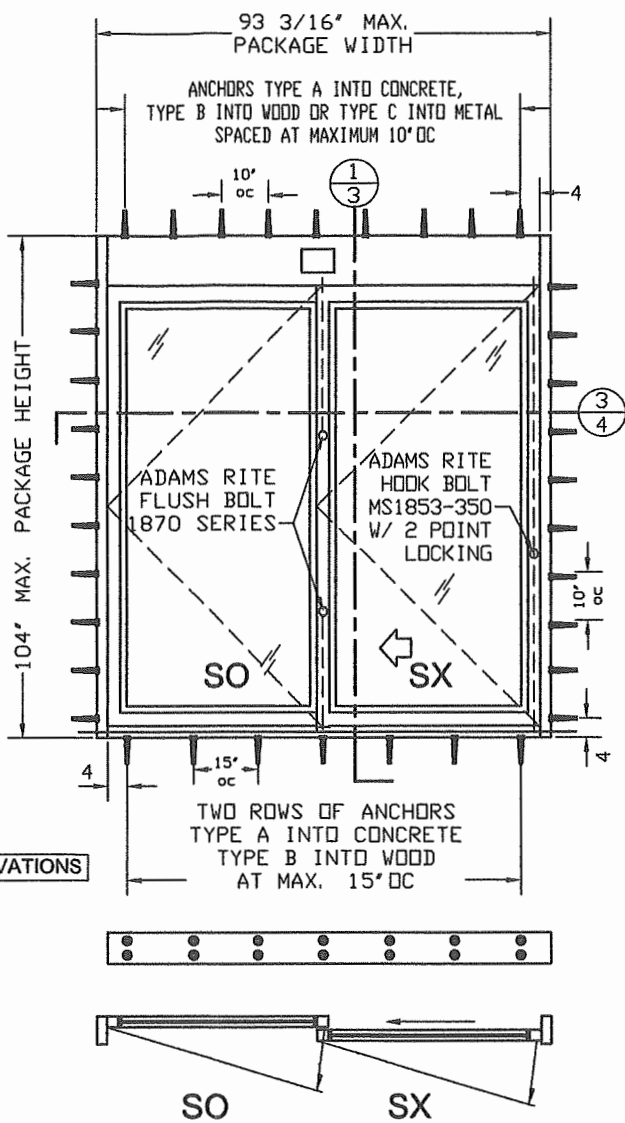 93 3/16" MAX.
PACKAGE WIDTH
ANCHORS TYPE A INTO CONCRETE,
TYPE B INTO WOOD OR TYPE C INTO METAL
SPACED AT MAXIMUM 10"OC
10"
OC
1
3
4
104" MAX. PACKAGE HEIGHT
3
4
ADAMS RITE
FLUSH BOLT
1870 SERIES
ADAMS RITE
HOOK BOLT
MS1853-350
W/ 2 POINT
LOCKING
10"
OC
SO
SX
4
15"
OC
4
TWO ROWS OF ANCHORS
TYPE A INTO CONCRETE
TYPE B INTO WOOD
AT MAX. 15"OC
VATIONS
SO
SX